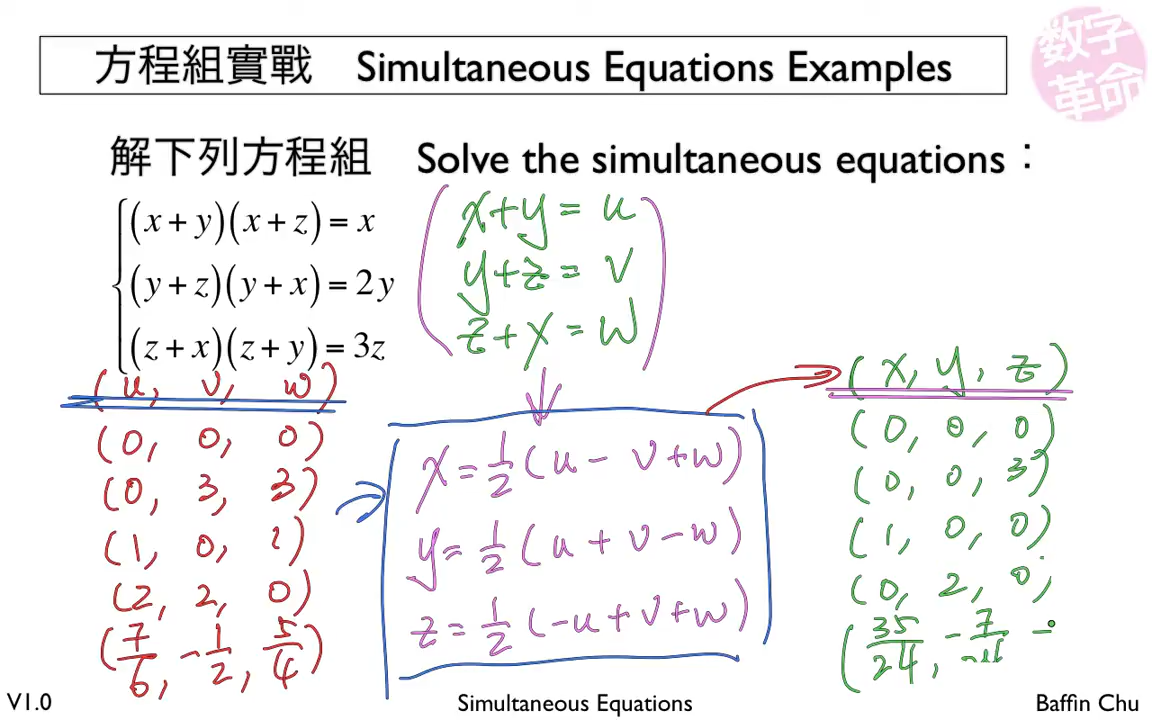 方程組實戰 Simultaneous Equations Examples
数字
革命
解下列方程組 Solve the simultaneous equations：
(x + y)(x + z) = x
(y + z)(y + x) = 2y
(z + x)(z + y) = 3z
x+y = u
y+z = v
z+x = w
(u, v, w)
(0, 0, 0)
(0, 3, 3)
(1, 0, 1)
(2, 2, 0)
(7/6, -1/2, 5/4)
x = 1/2 (u - v + w)
y = 1/2 (u + v - w)
z = 1/2 (-u + v + w)
(x, y, z)
(0, 0, 0)
(0, 0, 3)
(1, 0, 0)
(0, 2, 0)
(35/24, -7/
V1.0
Simultaneous Equations
Baffin Chu